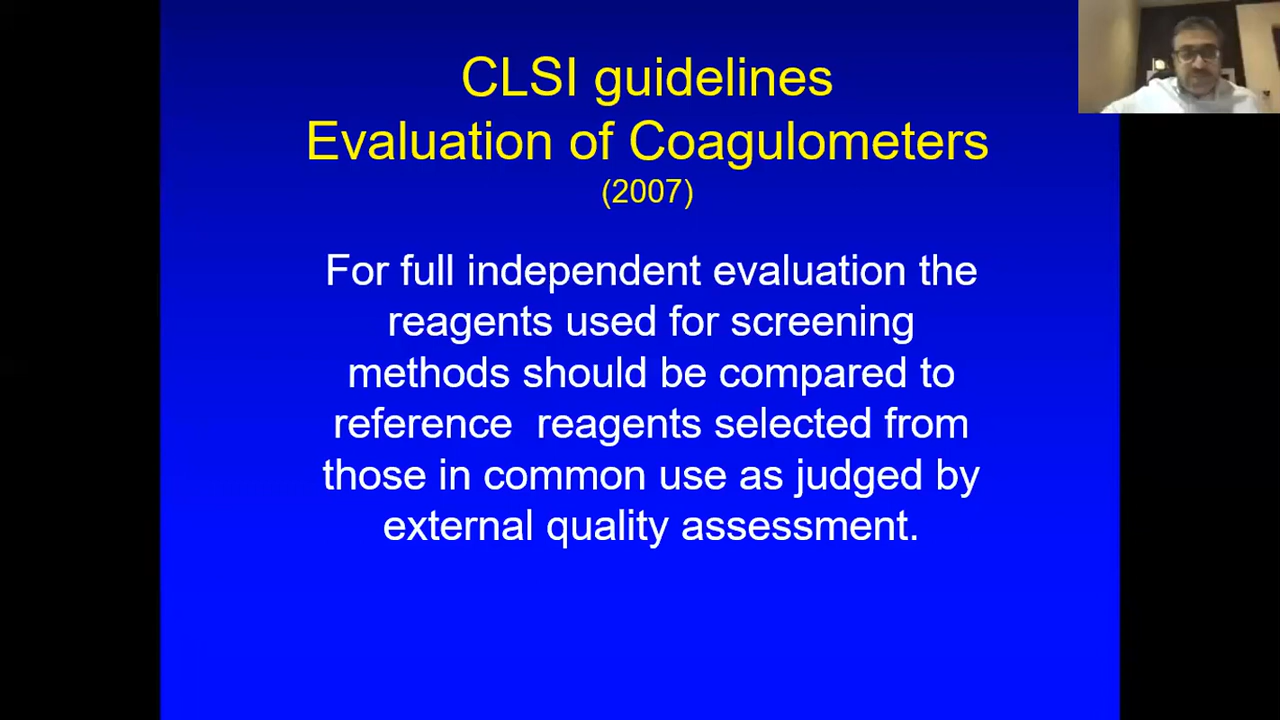 CLSI guidelines
Evaluation of Coagulometers
(2007)
For full independent evaluation the
reagents used for screening
methods should be compared to
reference  reagents selected from
those in common use as judged by
external quality assessment.